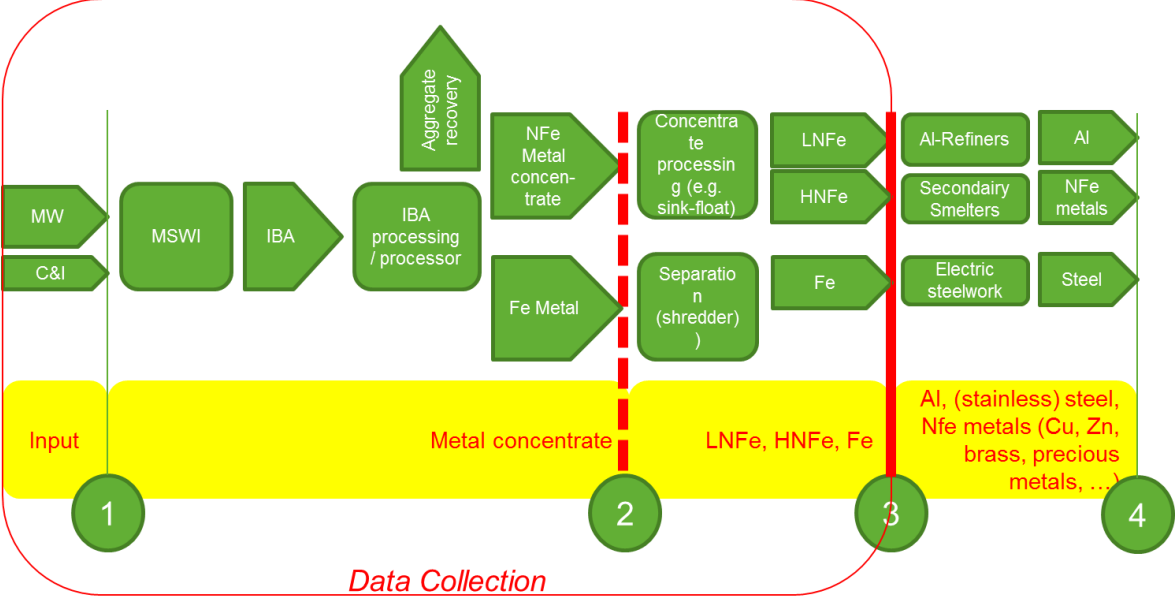 Aggregate
recovery
MW
C&I
MSWI
IBA
IBA
processing
/ processor
NFe
Metal
concen-
trate
Fe Metal
Concentra
te
processin
g (e.g.
sink-float)
Separatio
n
(shredder)
)
LNFe
HNFe
Fe
Al-Refiners
Secondairy
Smelters
Electric
steelwork
Al
NFe
metals
Steel
Input
Metal concentrate
LNFe, HNFe, Fe
Al, (stainless) steel,
Nfe metals (Cu, Zn,
brass, precious
metals, …)
1
2
3
4
Data Collection